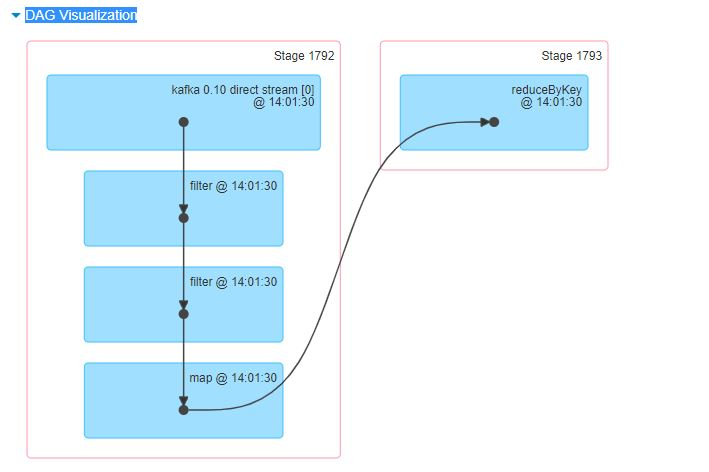 DAG Visualization
Stage 1792
kafka 0.10 direct stream [0]
@ 14:01:30
filter @ 14:01:30
filter @ 14:01:30
map @ 14:01:30
Stage 1793
reduceByKey
@ 14:01:30